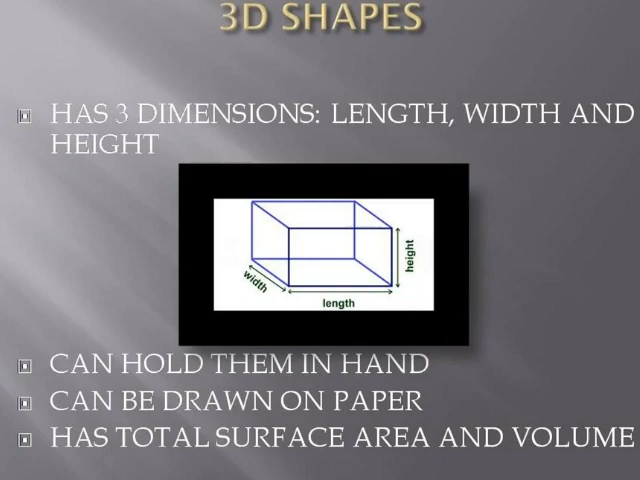 3D SHAPES
HAS 3 DIMENSIONS: LENGTH, WIDTH AND
HEIGHT
height
width
length
CAN HOLD THEM IN HAND
CAN BE DRAWN ON PAPER
HAS TOTAL SURFACE AREA AND VOLUME